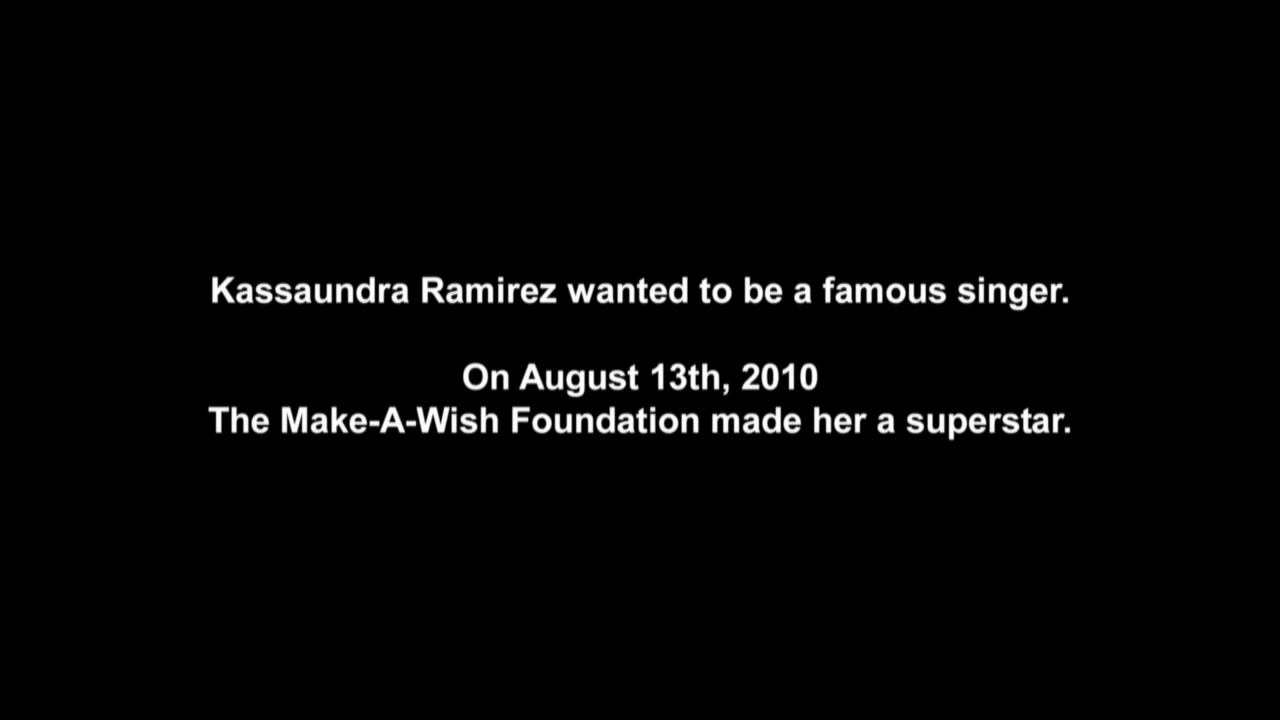 Kassaundra Ramirez wanted to be a famous singer.
On August 13th, 2010
The Make-A-Wish Foundation made her a superstar.